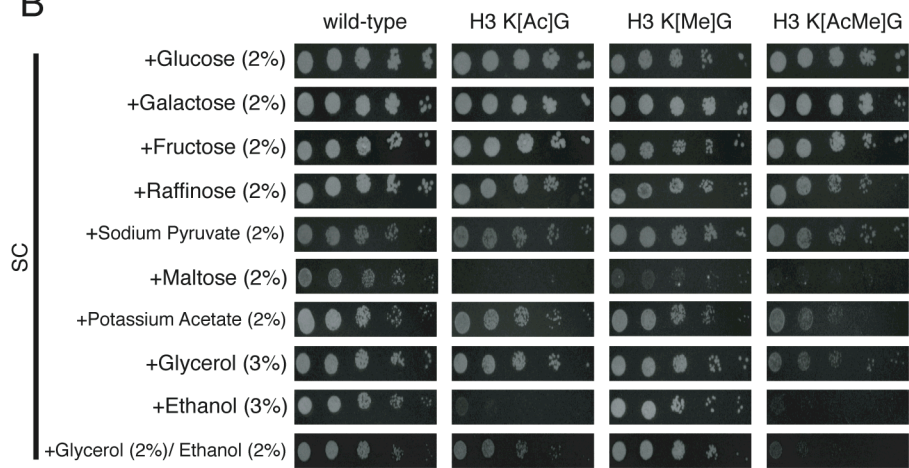 B
wild-type H3 K[Ac]G H3 K[Me]G H3 K[AcMe]G
SC
+Glucose (2%)
+Galactose (2%)
+Fructose (2%)
+Raffinose (2%)
+Sodium Pyruvate (2%)
+Maltose (2%)
+Potassium Acetate (2%)
+Glycerol (3%)
+Ethanol (3%)
+Glycerol (2%)/ Ethanol (2%)